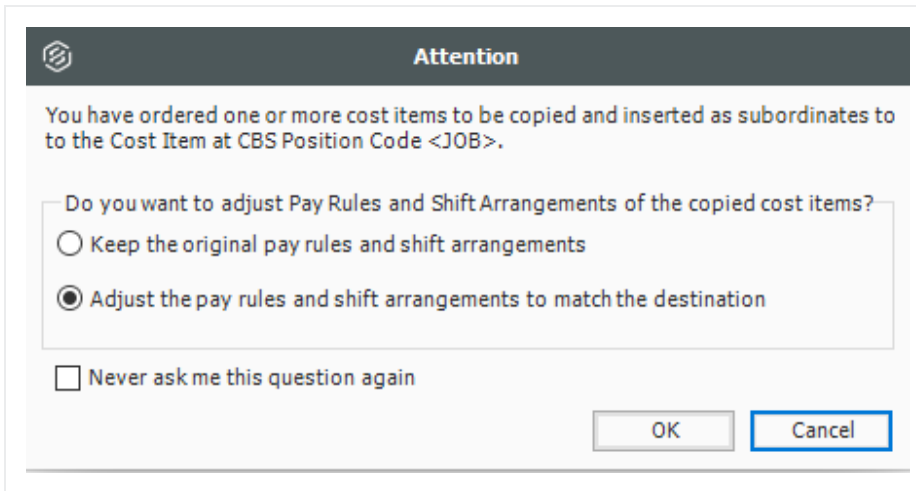 Attention
You have ordered one or more cost items to be copied and inserted as subordinates to
to the Cost Item at CBS Position Code <JOB>.
Do you want to adjust Pay Rules and Shift Arrangements of the copied cost items?
Keep the original pay rules and shift arrangements
Adjust the pay rules and shift arrangements to match the destination
Never ask me this question again
OK
Cancel